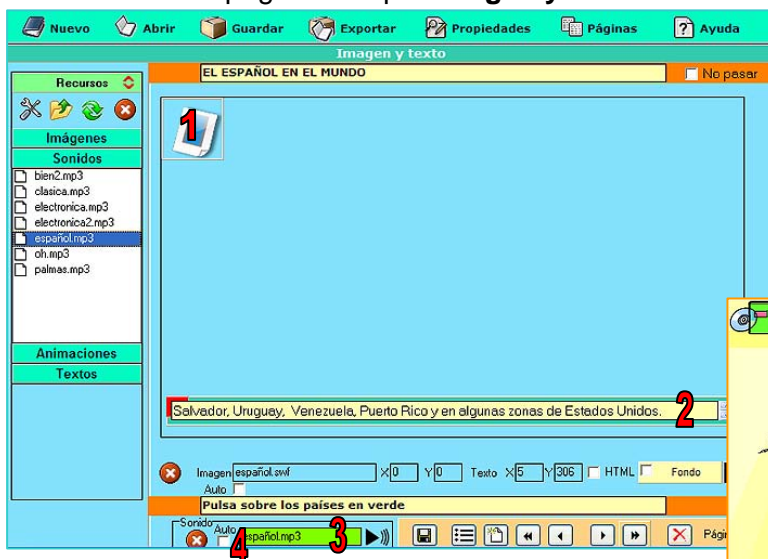 Nuevo Abrir Guardar Exportar Propiedades Páginas Ayuda
Imagen y texto
EL ESPAÑOL EN EL MUNDO No pasar
Recursos
1
Imágenes
Sonidos
bien2.mp3
clasica.mp3
electronica.mp3
electronica2.mp3
español.mp3
oh.mp3
palmas.mp3
Animaciones
Textos
Salvador, Uruguay, Venezuela, Puerto Rico y en algunas zonas de Estados Unidos. 2
Imagen español.swf X 0 Y 0 Texto X 5 Y 306 HTML Fondo
Auto
Pulsa sobre los países en verde
Sonido Auto español.mp3 3
4